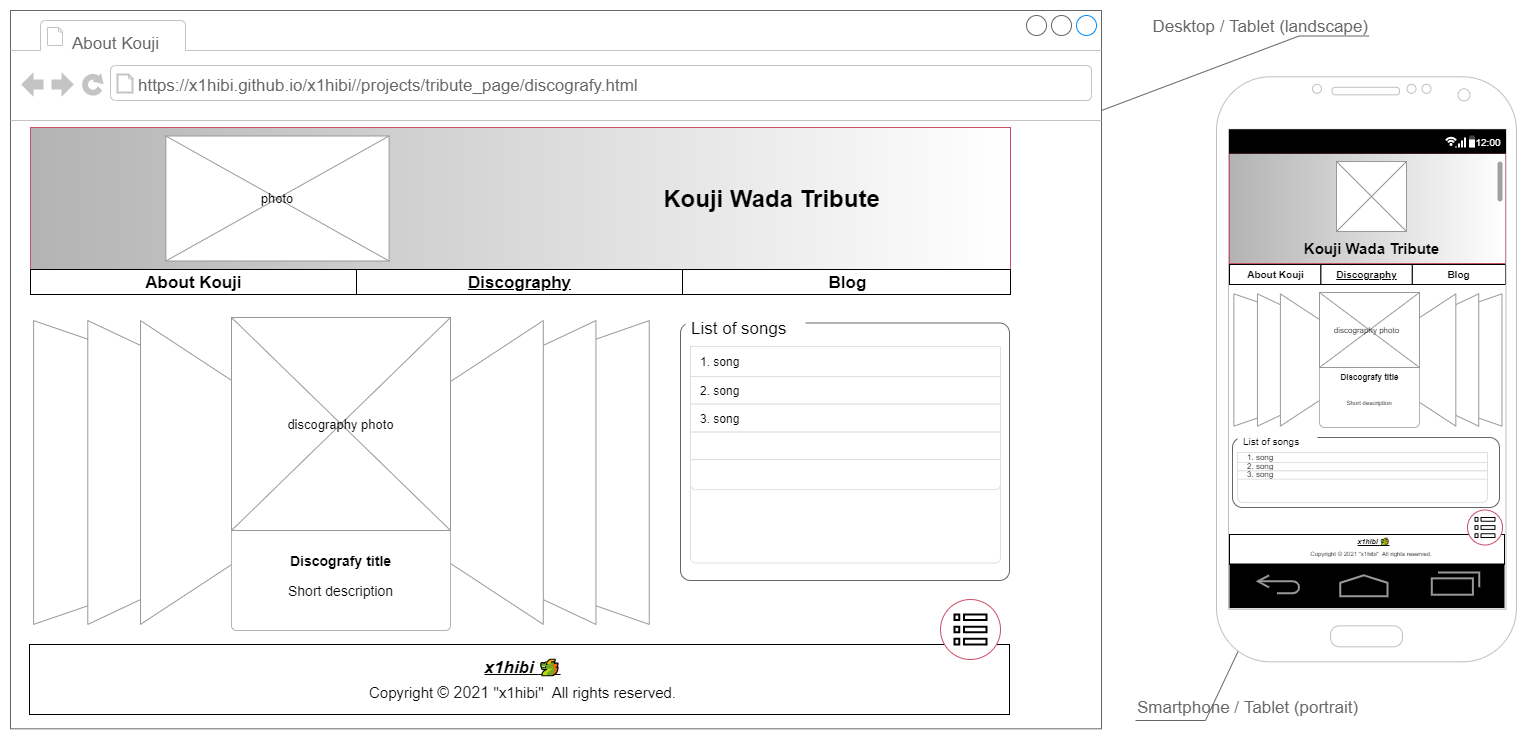 About Kouji
https://x1hibi.github.io/x1hibi//projects/tribute_page/discografy.html
photo
Kouji Wada Tribute
About Kouji
Discography
Blog
discography photo
Discografy title
Short description
List of songs
1. song
2. song
3. song
x1hibi
Copyright © 2021 "x1hibi" All rights reserved.
Desktop / Tablet (landscape)
12:00
Kouji Wada Tribute
About Kouji
Discography
Blog
discography photo
Discografy title
Short description
List of songs
1. song
2. song
3. song
x1hibi
Copyright © 2021 "x1hibi" All rights reserved.
Smartphone / Tablet (portrait)